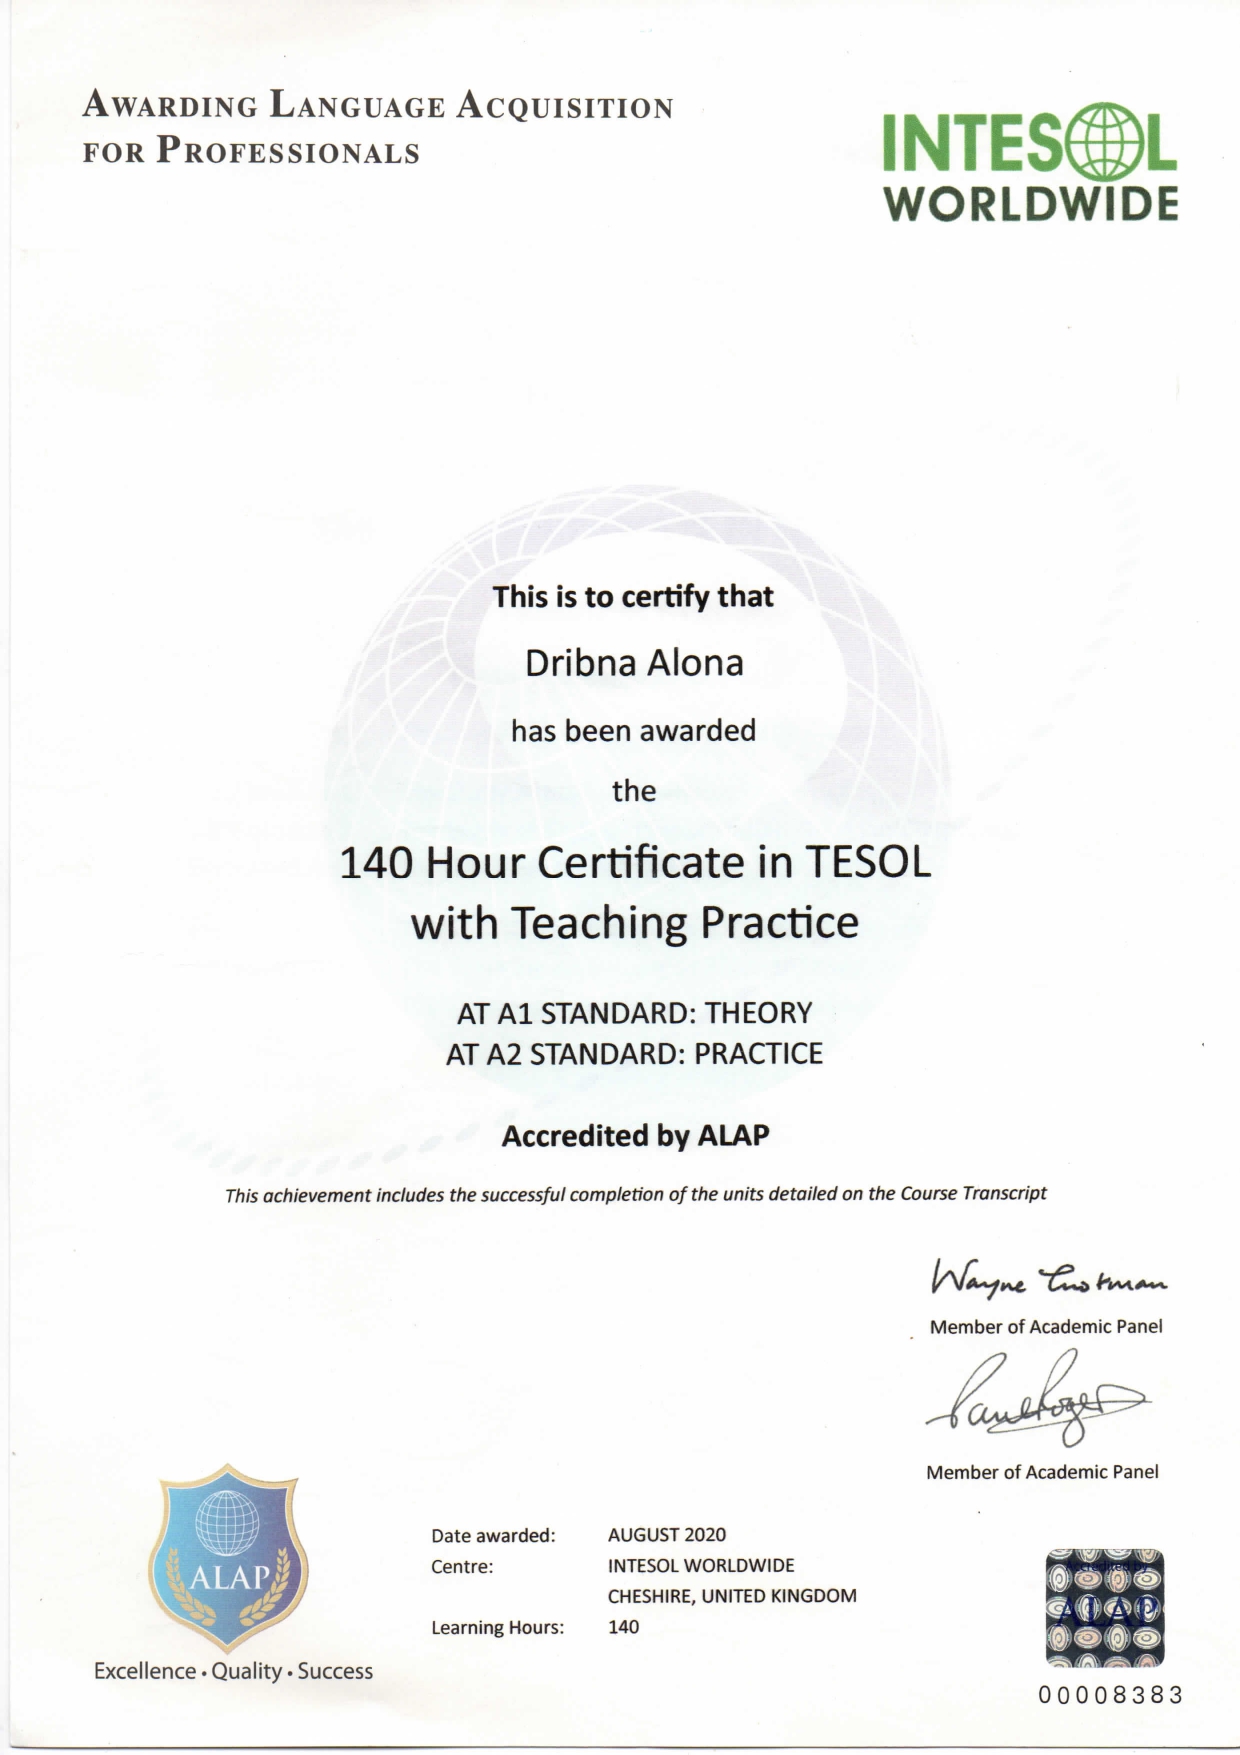 AWARDING LANGUAGE ACQUISITION
FOR PROFESSIONALS
INTESOL
WORLDWIDE
This is to certify that
Dribna Alona
has been awarded
the
140 Hour Certificate in TESOL
with Teaching Practice
AT A1 STANDARD: THEORY
AT A2 STANDARD: PRACTICE
Accredited by ALAP
This achievement includes the successful completion of the units detailed on the Course Transcript
Wayne
Member of Academic Panel
Member of Academic Panel
ALAP
Excellence • Quality • Success
Date awarded: AUGUST 2020
Centre: INTESOL WORLDWIDE
CHESHIRE, UNITED KINGDOM
Learning Hours: 140
Accredited by
ALAP
00008383